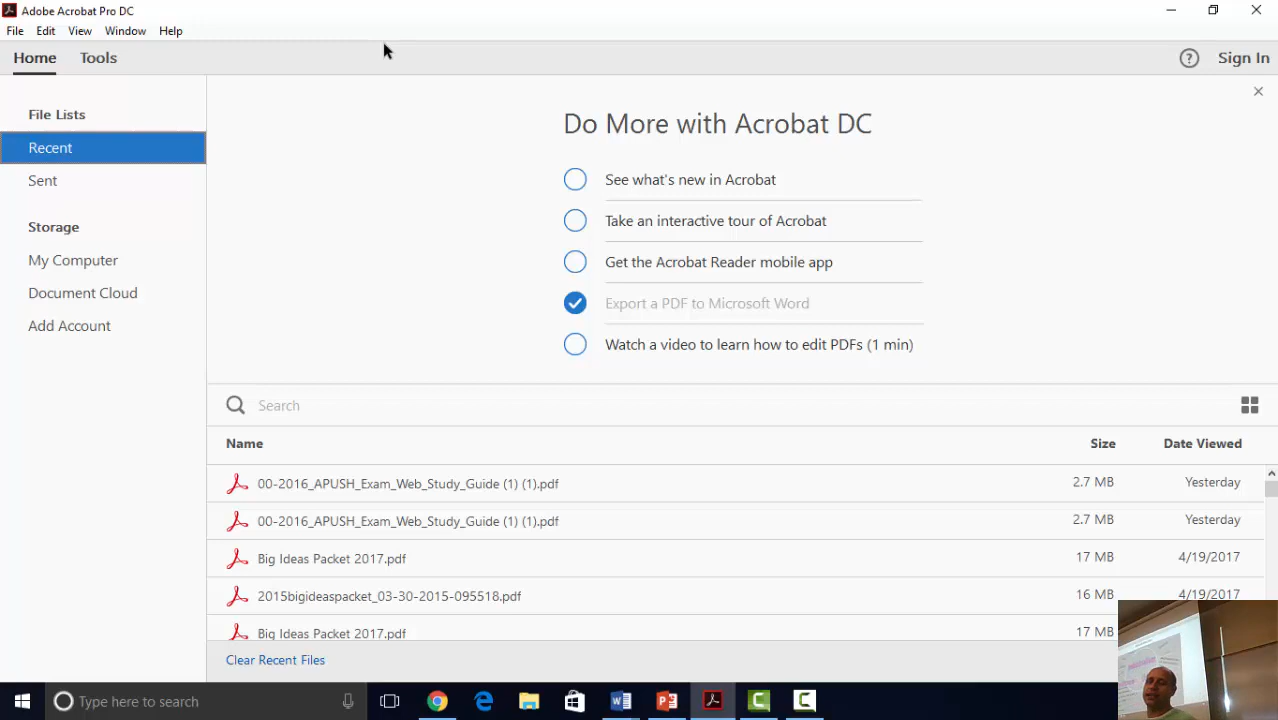 Adobe Acrobat Pro DC
File Edit View Window Help
Home Tools
Sign In
File Lists
Recent
Sent
Storage
My Computer
Document Cloud
Add Account
Do More with Acrobat DC
See what's new in Acrobat
Take an interactive tour of Acrobat
Get the Acrobat Reader mobile app
Export a PDF to Microsoft Word
Watch a video to learn how to edit PDFs (1 min)
Search
Name Size Date Viewed
00-2016_APUSH_Exam_Web_Study_Guide (1) (1).pdf 2.7 MB Yesterday
00-2016_APUSH_Exam_Web_Study_Guide (1) (1).pdf 2.7 MB Yesterday
Big Ideas Packet 2017.pdf 17 MB 4/19/2017
2015bigideaspacket_03-30-2015-095518.pdf 16 MB 4/19/2017
Big Ideas Packet 2017.pdf 17 MB
Clear Recent Files
Type here to search